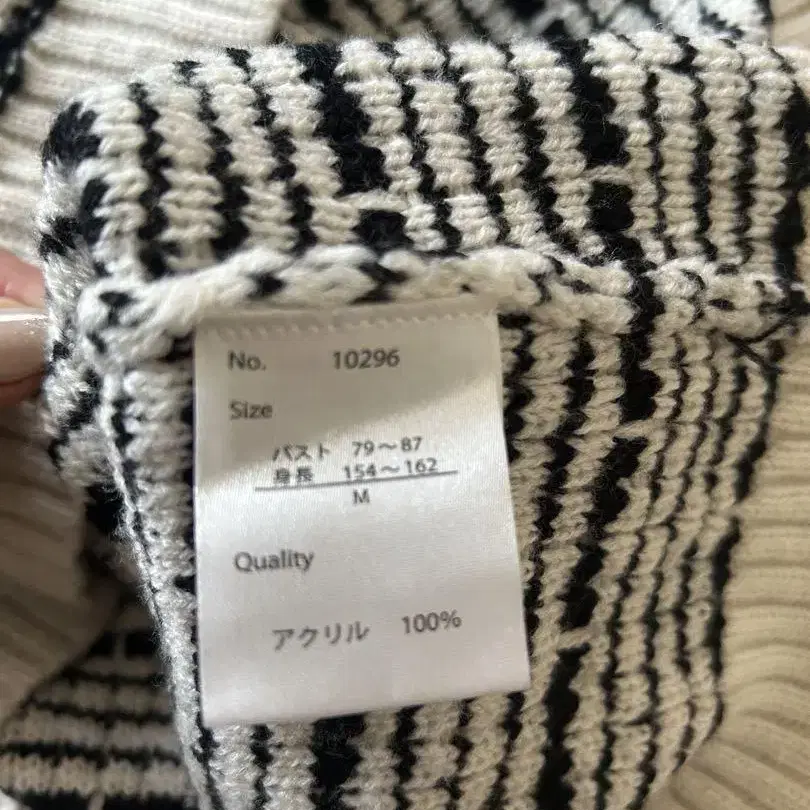 No. 10296
Size
バスト 79～87
身長 154～162
M
Quality
アクリル 100%